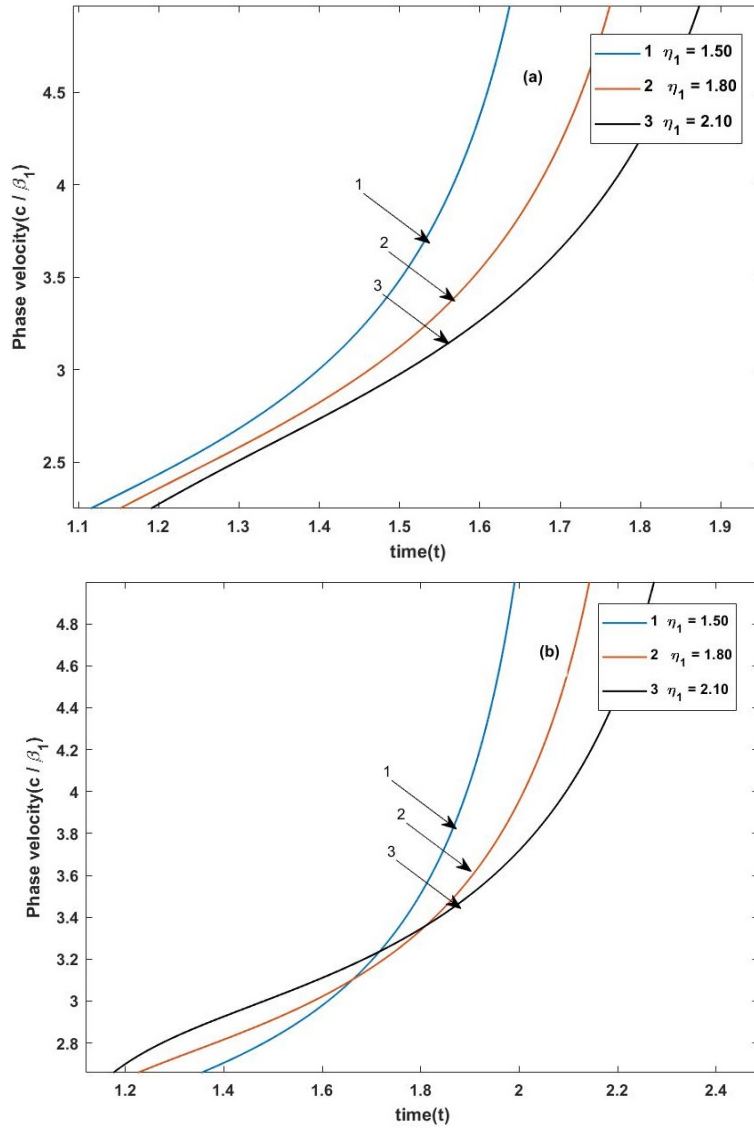 4.5
4
3.5
3
2.5
Phase velocity(c / β1)
(a)
1 η1 = 1.50
2 η1 = 1.80
3 η1 = 2.10
1
2
3
1.1 1.2 1.3 1.4 1.5 1.6 1.7 1.8 1.9
time(t)
4.8
4.6
4.4
4.2
4
3.8
3.6
3.4
3.2
3
2.8
Phase velocity(c / β1)
(b)
1 η1 = 1.50
2 η1 = 1.80
3 η1 = 2.10
1
2
3
1.2 1.4 1.6 1.8 2 2.2 2.4
time(t)